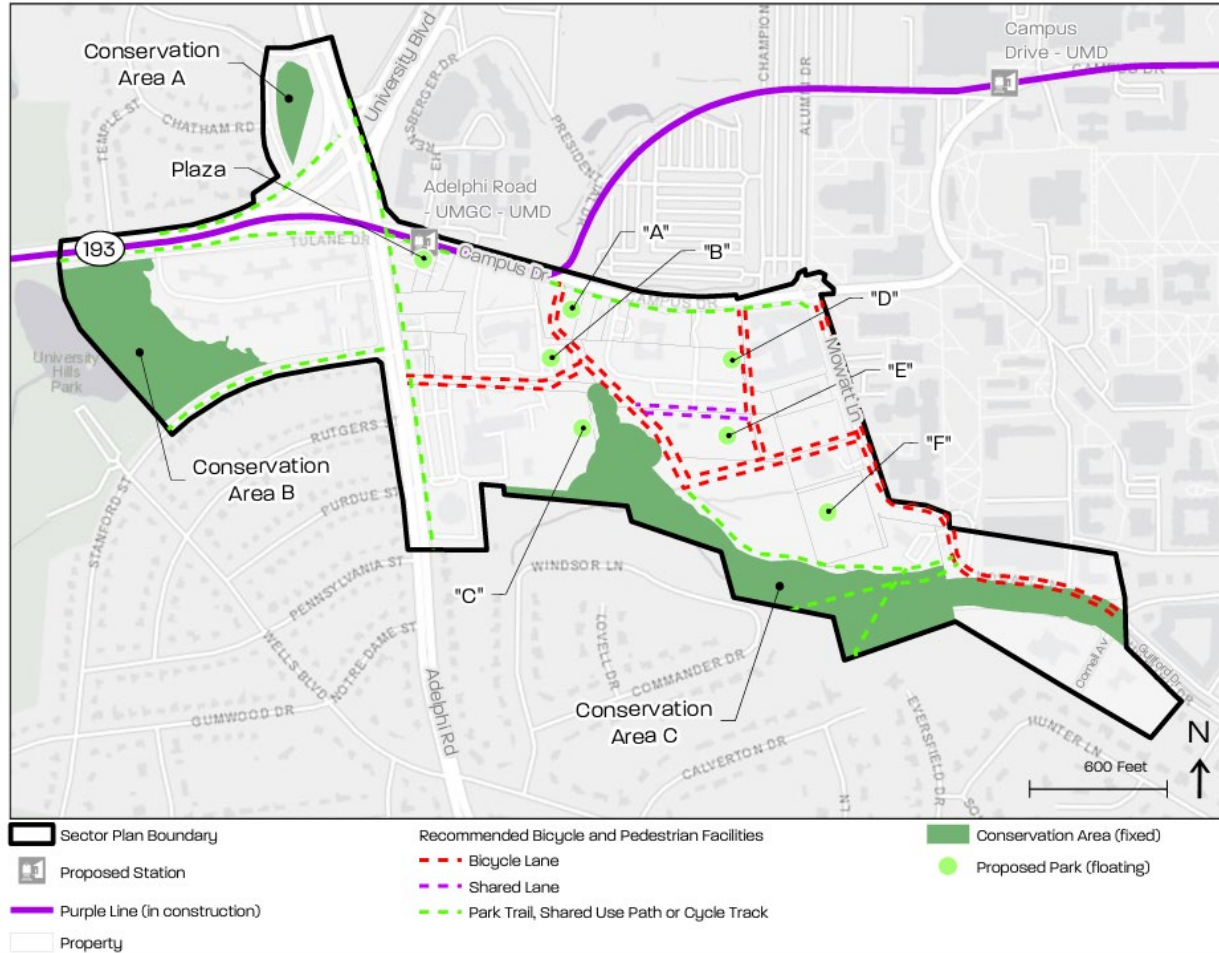 Conservation
Area A
University Blvd
CHAMPION
Campus
Drive - UMD
CAMPUS DR
ALUMNI DR
TEMPLE ST
CHATHAM RD
PRESIDENTIAL DR
Plaza
Adelphi Road
- UMGC - UMD
193
TULANE DR
Campus Dr
"A"
"B"
CAMPUS DR
"D"
Mowatt Ln
"E"
University
Hills
Park
RUTGERS ST
Conservation
Area B
PURDUE ST
"F"
STANFORD ST
PENNSYLVANIA ST
"C"
WINDSOR LN
WELLS BLVD
NOTRE DAME ST
LOVELL DR
COMMANDER DR
Adelphi Rd
GUMWOOD DR
Conservation
Area C
CALVERTON DR
LN
EVERSFIELD DR
HUNTER LN
Cornell Av
Guilford Dr
N
600 Feet
Sector Plan Boundary
Proposed Station
Purple Line (in construction)
Property
Recommended Bicycle and Pedestrian Facilities
Bicycle Lane
Shared Lane
Park Trail, Shared Use Path or Cycle Track
Conservation Area (fixed)
Proposed Park (floating)